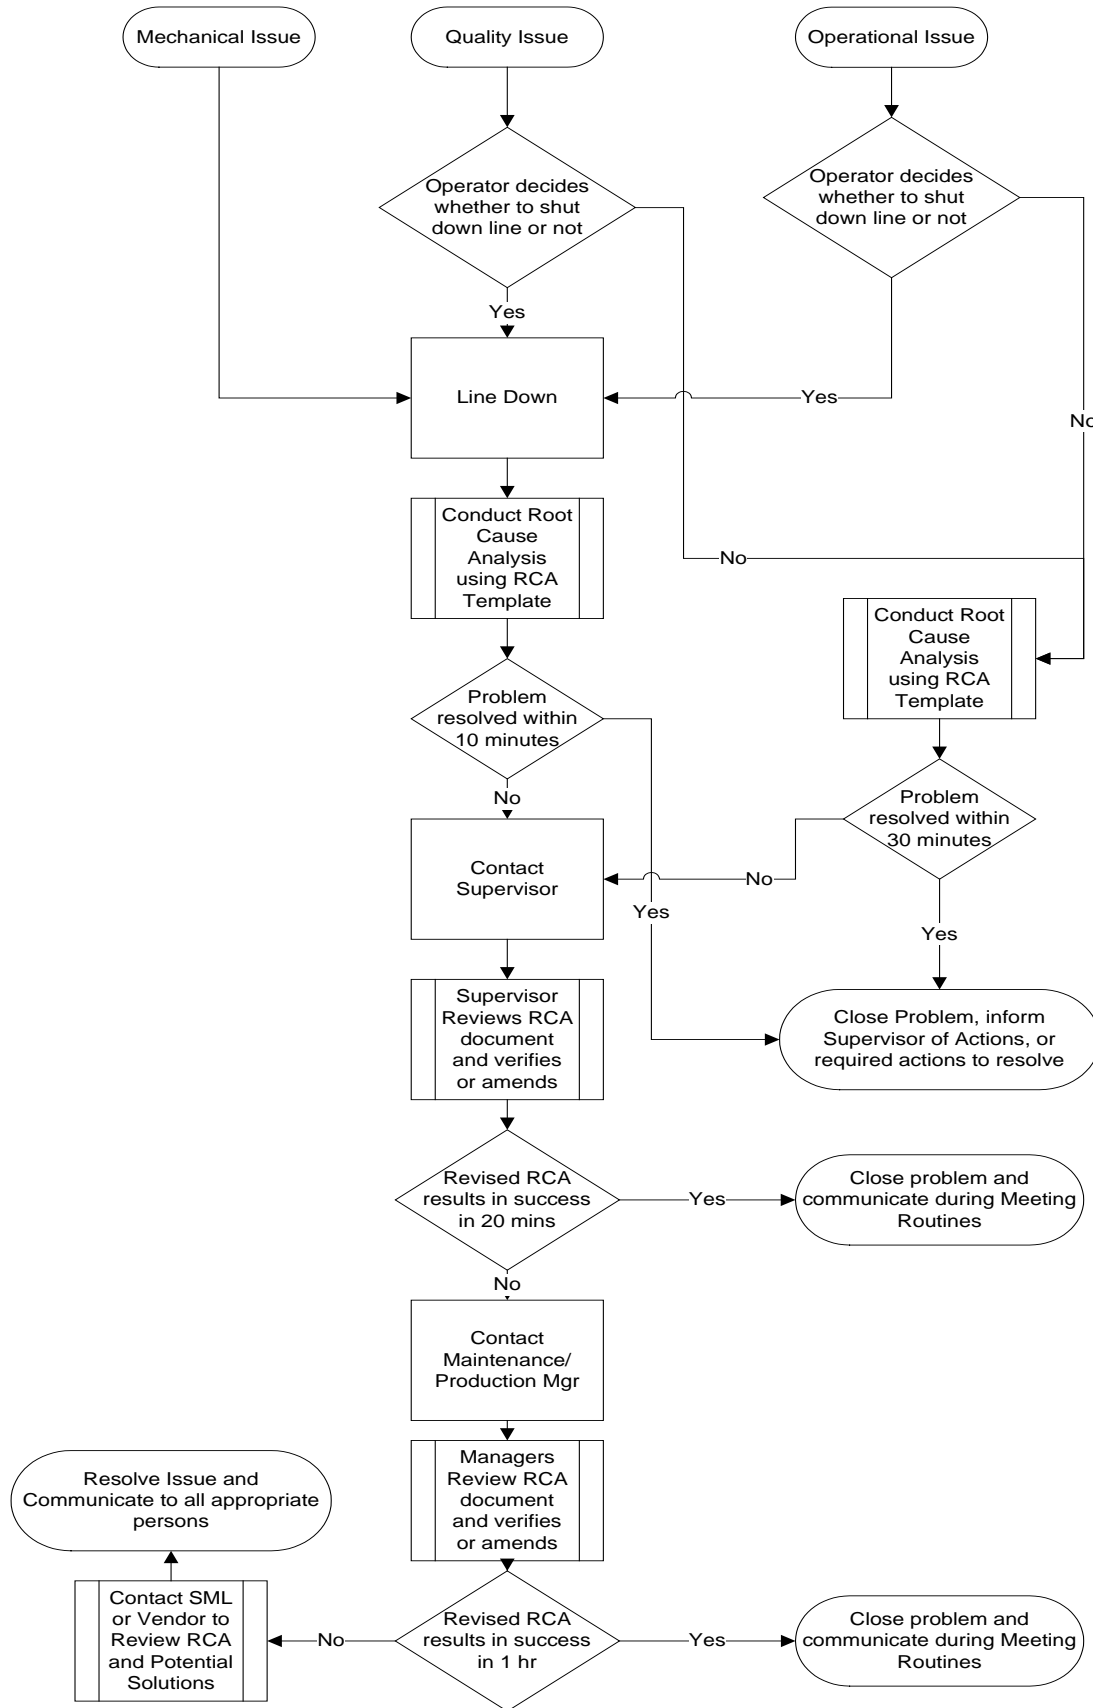 Mechanical Issue
Quality Issue
Operational Issue
Operator decides
whether to shut
down line or not
Operator decides
whether to shut
down line or not
Yes
Line Down
Yes
No
Conduct Root
Cause
Analysis
using RCA
Template
No
Conduct Root
Cause
Analysis
using RCA
Template
Problem
resolved within
10 minutes
No
Problem
resolved within
30 minutes
Contact
Supervisor
No
Yes
Yes
Supervisor
Reviews RCA
document
and verifies
or amends
Close Problem, inform
Supervisor of Actions, or
required actions to resolve
Revised RCA
results in success
in 20 mins
Yes
Close problem and
communicate during Meeting
Routines
No
Contact
Maintenance/
Production Mgr
Managers
Review RCA
document
and verifies
or amends
Resolve Issue and
Communicate to all appropriate
persons
Contact SML
or Vendor to
Review RCA
and Potential
Solutions
No
Revised RCA
results in success
in 1 hr
Yes
Close problem and
communicate during Meeting
Routines